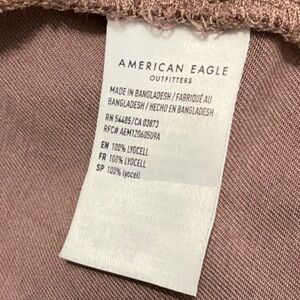 AMERICAN EAGLE
OUTFITTERS
MADE IN BANGLADESH / FABRIQUÉ AU
BANGLADESH / HECHO EN BANGLADESH
RN 54485/CA 03873
RFC# AEM120605U9A
EN 100% LYOCELL
FR 100% LYOCELL
SP 100% lyocell